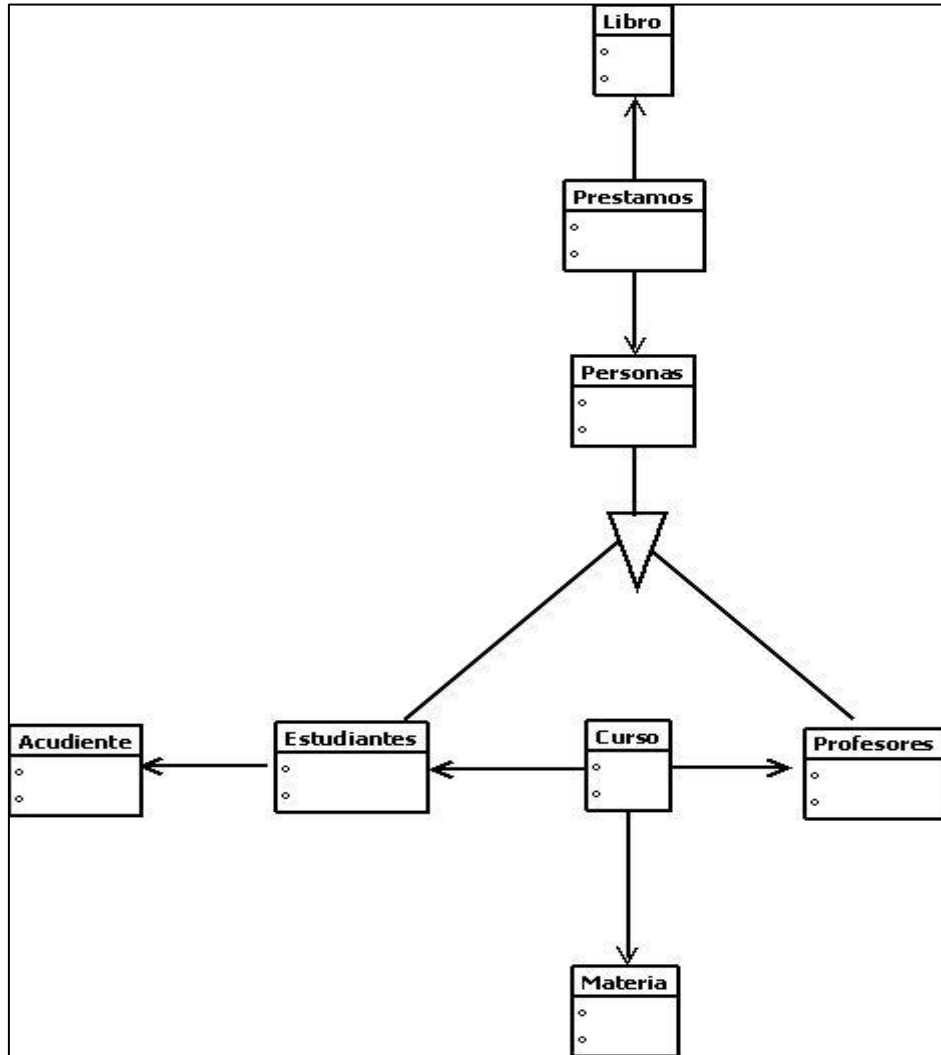 Libro
Prestamos
Personas
Acudiente
Estudiantes
Curso
Profesores
Materia